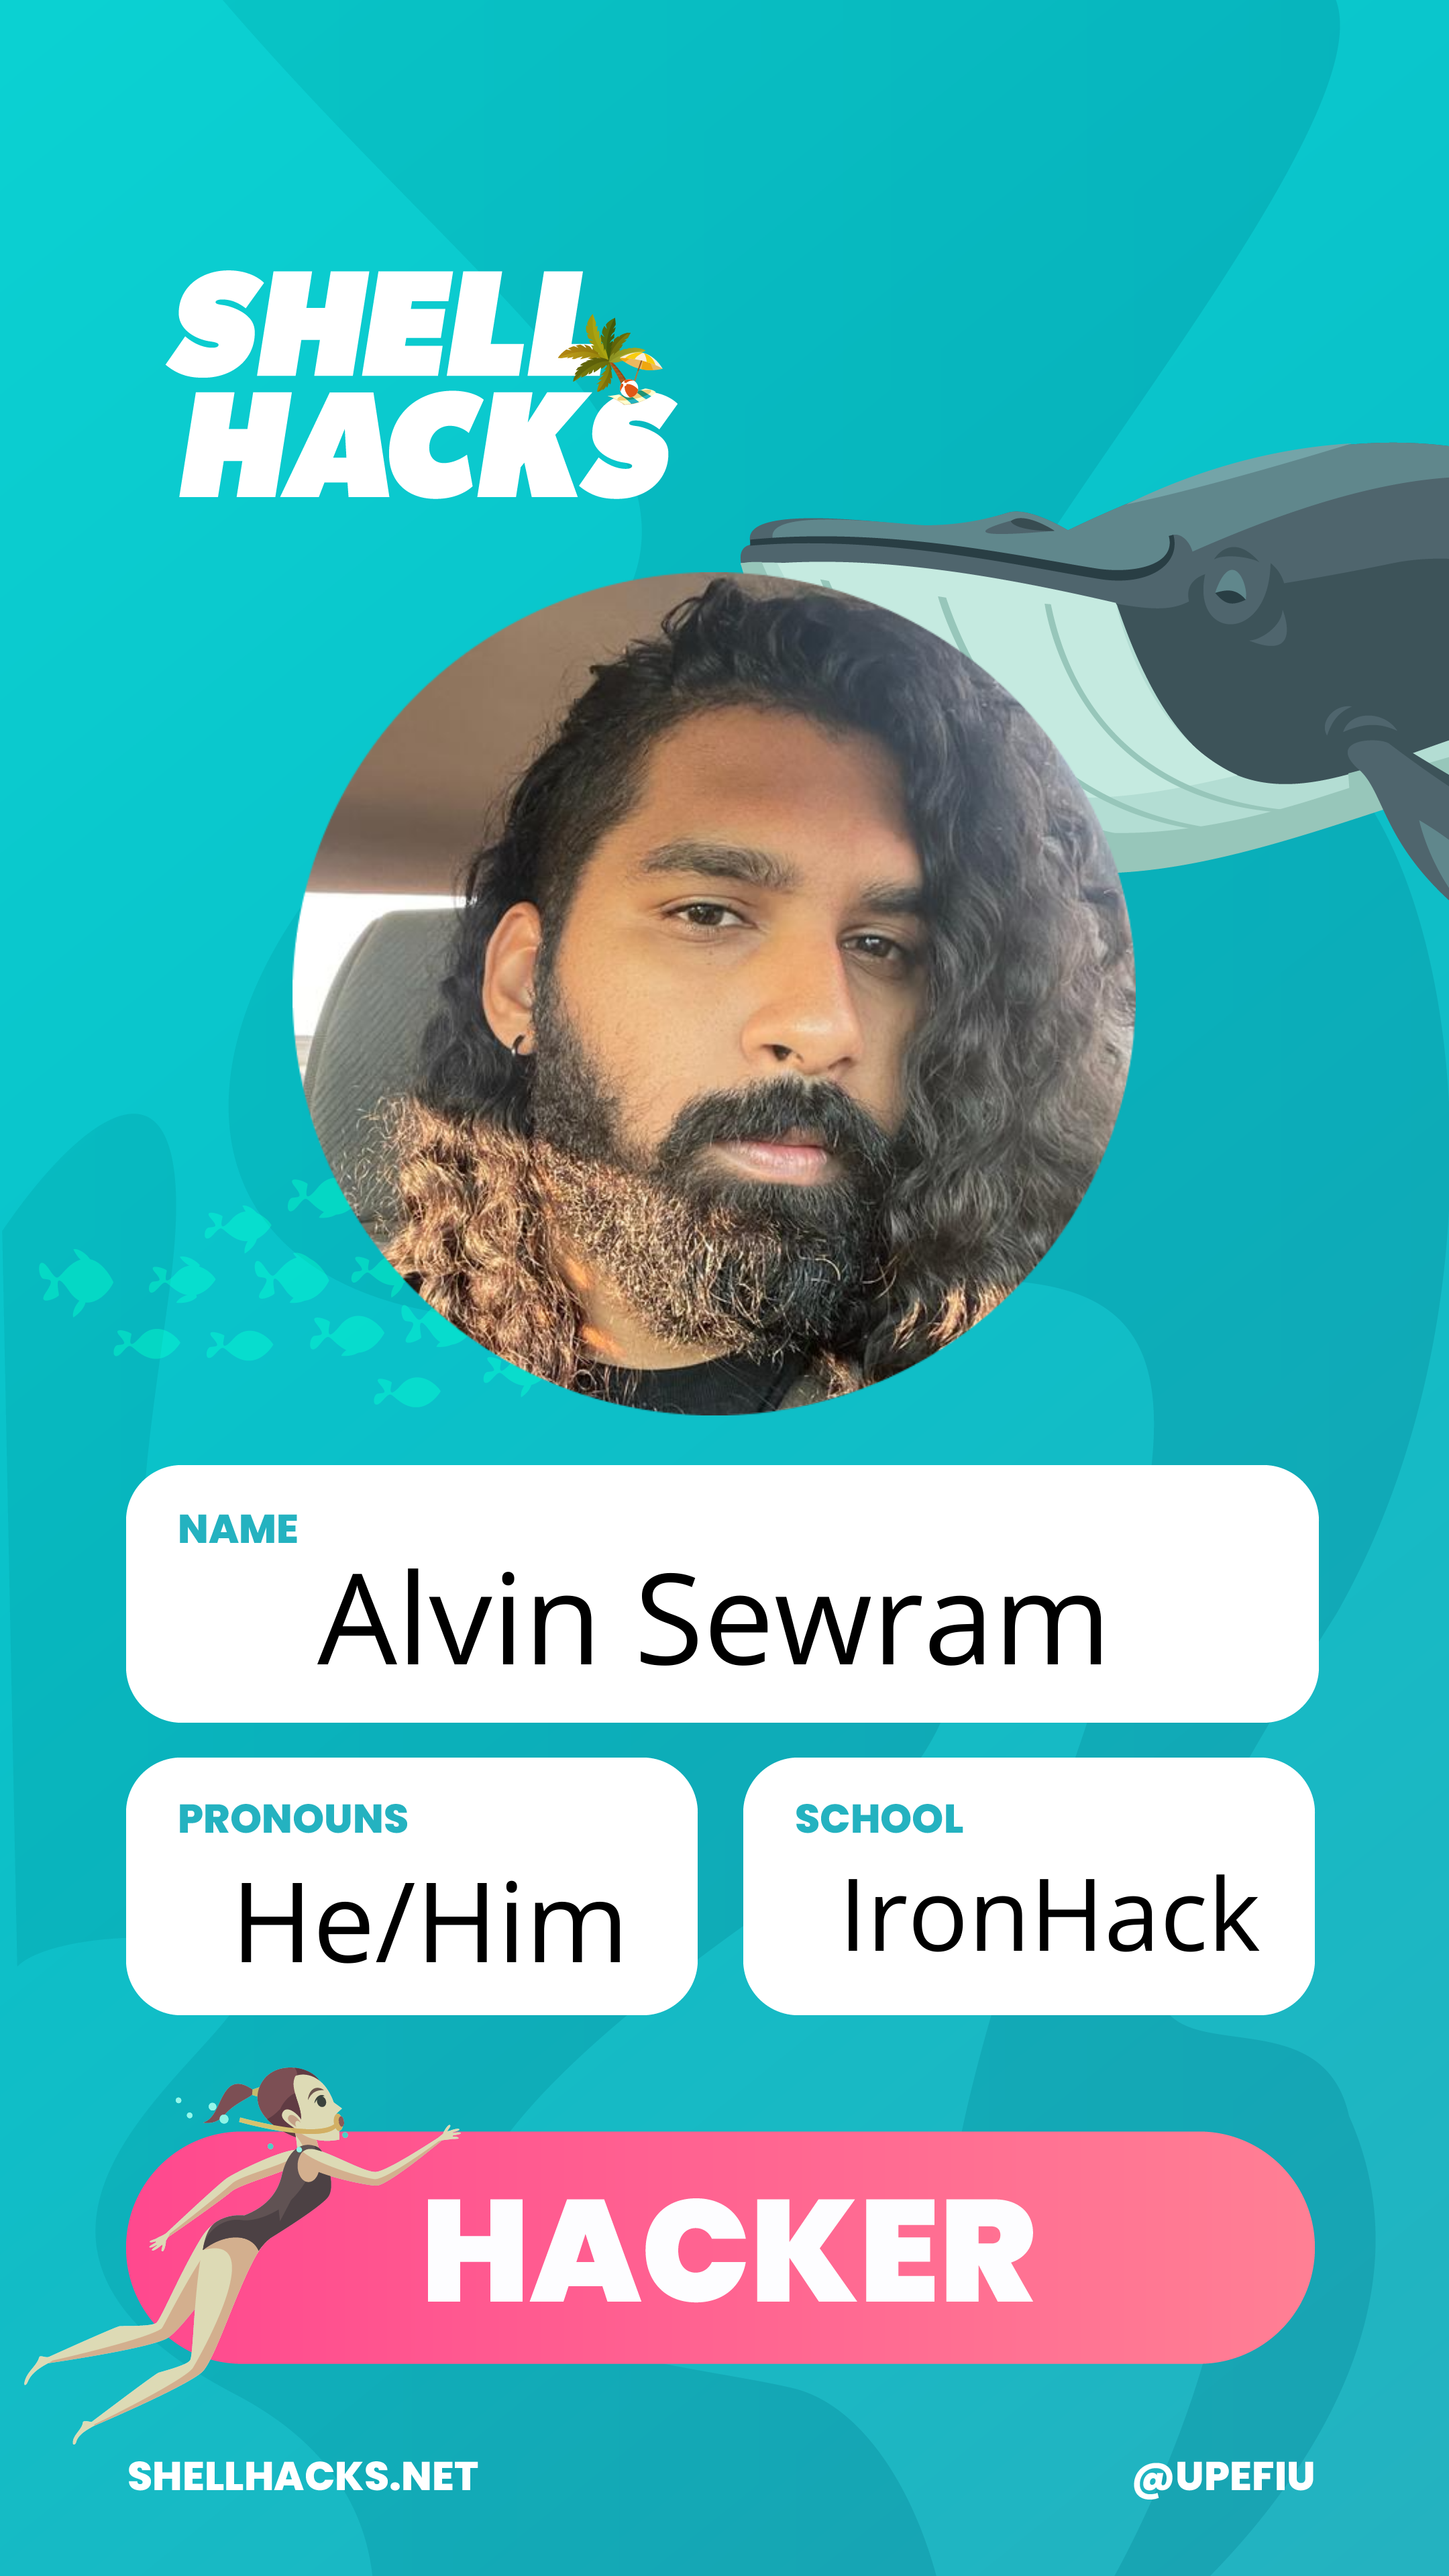 SHELL
HACKS
NAME
Alvin Sewram
PRONOUNS
He/Him
SCHOOL
IronHack
HACKER
SHELLHACKS.NET
@UPEFIU